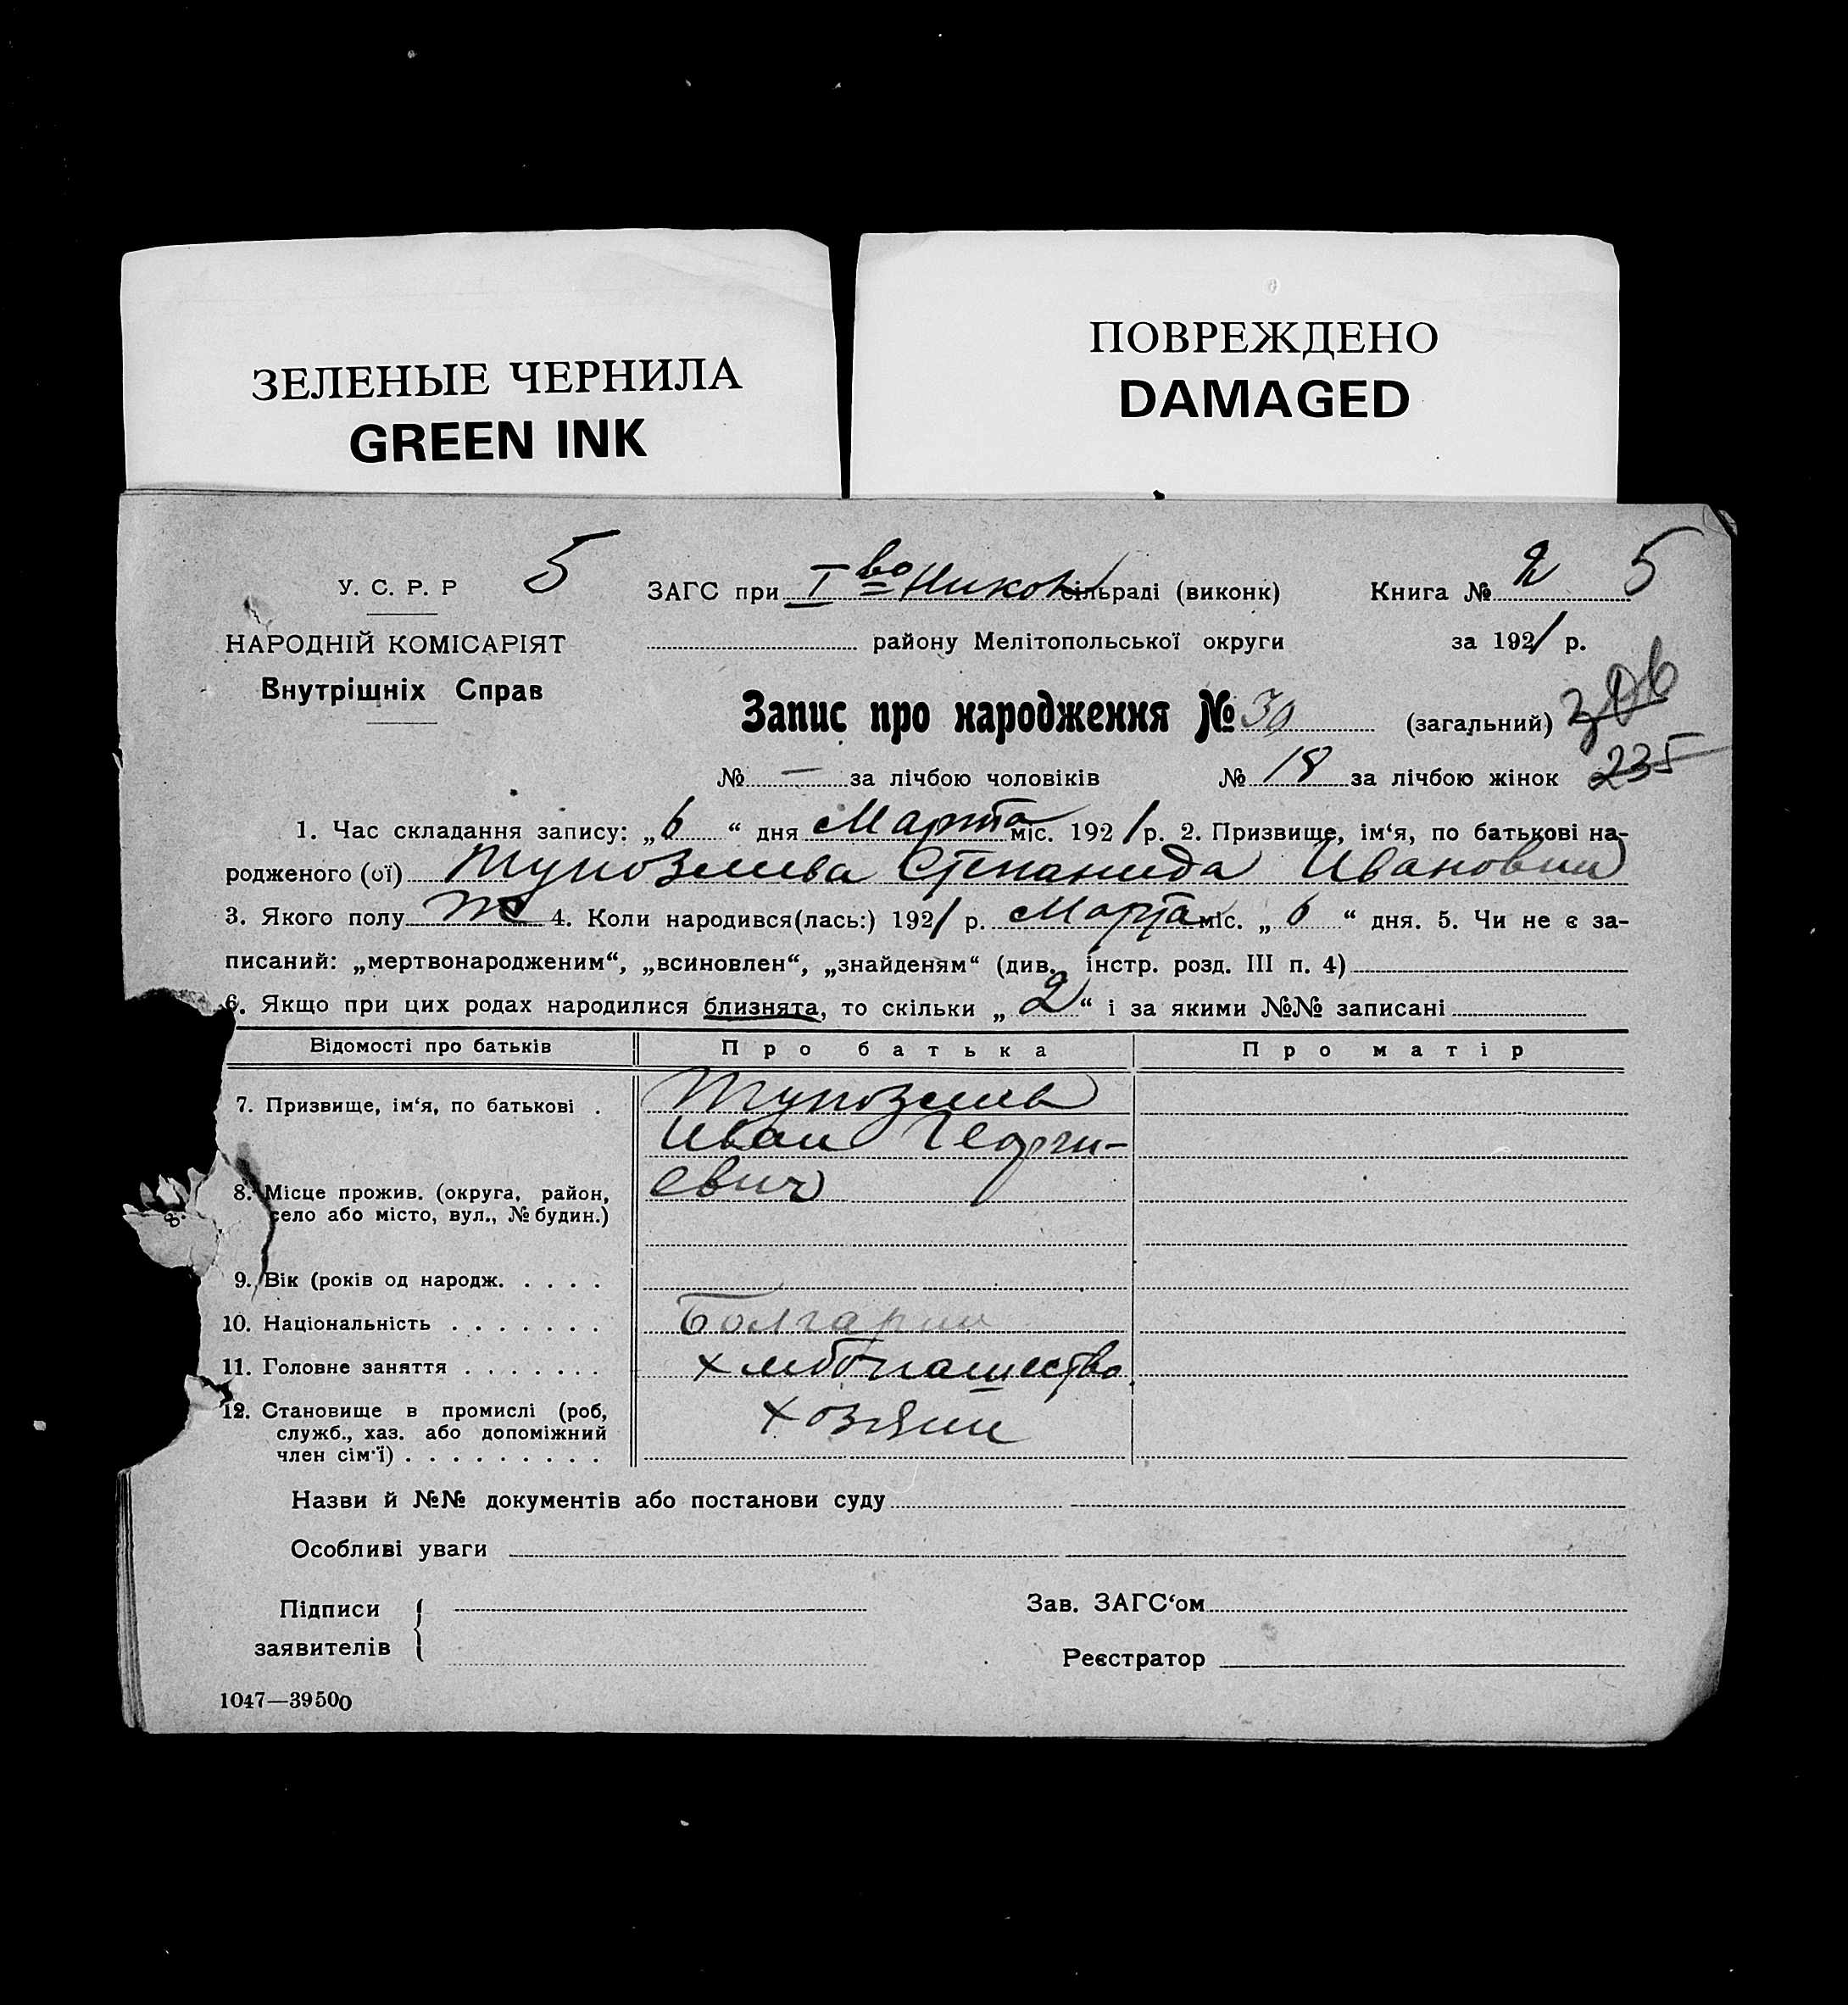 ЗЕЛЕНЫЕ ЧЕРНИЛА
GREEN INK
ПОВРЕЖДЕНО
DAMAGED
5
У. С. Р. Р
НАРОДНІЙ КОМІСАРІЯТ
Внутрішніх Справ
ЗАГС при I во Никол сільраді (виконк)
району Мелітопольської округи
Книга № 2 5
за 1921 р.
Запис про народження № 30 (загальний)
№ — за лічбою чоловіків № 18 за лічбою жінок 235
1. Час складання запису: „6“ дня Марта міс. 1921 р. 2. Призвище, ім‘я, по батькові на-
родженого (ої) Тупозлиева Степанида Ивановна
3. Якого полу ж 4. Коли народився(лась:) 1921 р. Марта міс. „6“ дня. 5. Чи не є за-
писаний: „мертвонародженим“, „всиновлен“, „знайденям“ (див. інстр. розд. III п. 4)
6. Якщо при цих родах народилися близнята, то скільки „2“ і за якими №№ записані
Відомості про батьків Про батька Про матір
7. Призвище, ім‘я, по батькові . Тупозлиев
Иван Георги-
евич
8. Місце прожив. (округа, район,
село або місто, вул., № будин.)
9. Вік (років од народж. . . . .
10. Національність . . . . . . . Болгарин
11. Головне заняття . . . . . . . хлебопашество
12. Становище в промислі (роб, хозяин
служб., хаз. або допоміжний
член сім‘ї) . . . . . . . . .
Назви й №№ документів або постанови суду
Особливі уваги
Підписи
заявителів
Зав. ЗАГС‘ом
Реєстратор
1047—39500